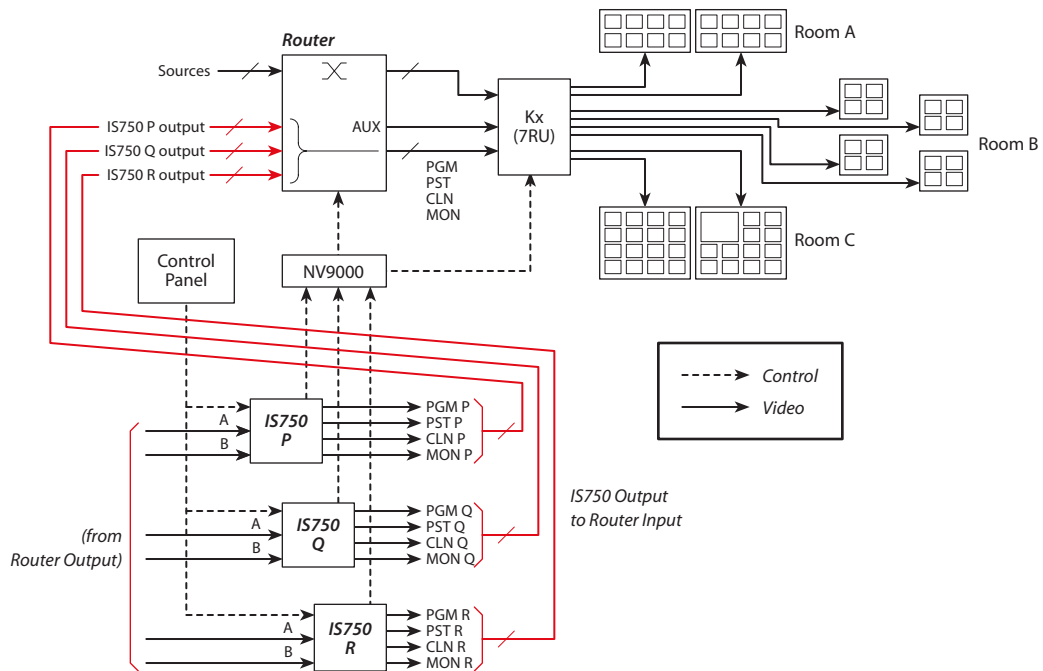 Router
Sources
IS750 P output
IS750 Q output
IS750 R output
AUX
PGM
PST
CLN
MON
Kx
(7RU)
Room A
Room B
Room C
Control
Panel
NV9000
Control
Video
A
B
IS750
P
PGM P
PST P
CLN P
MON P
A
B
IS750
Q
PGM Q
PST Q
CLN Q
MON Q
A
B
IS750
R
PGM R
PST R
CLN R
MON R
(from
Router Output)
IS750 Output
to Router Input